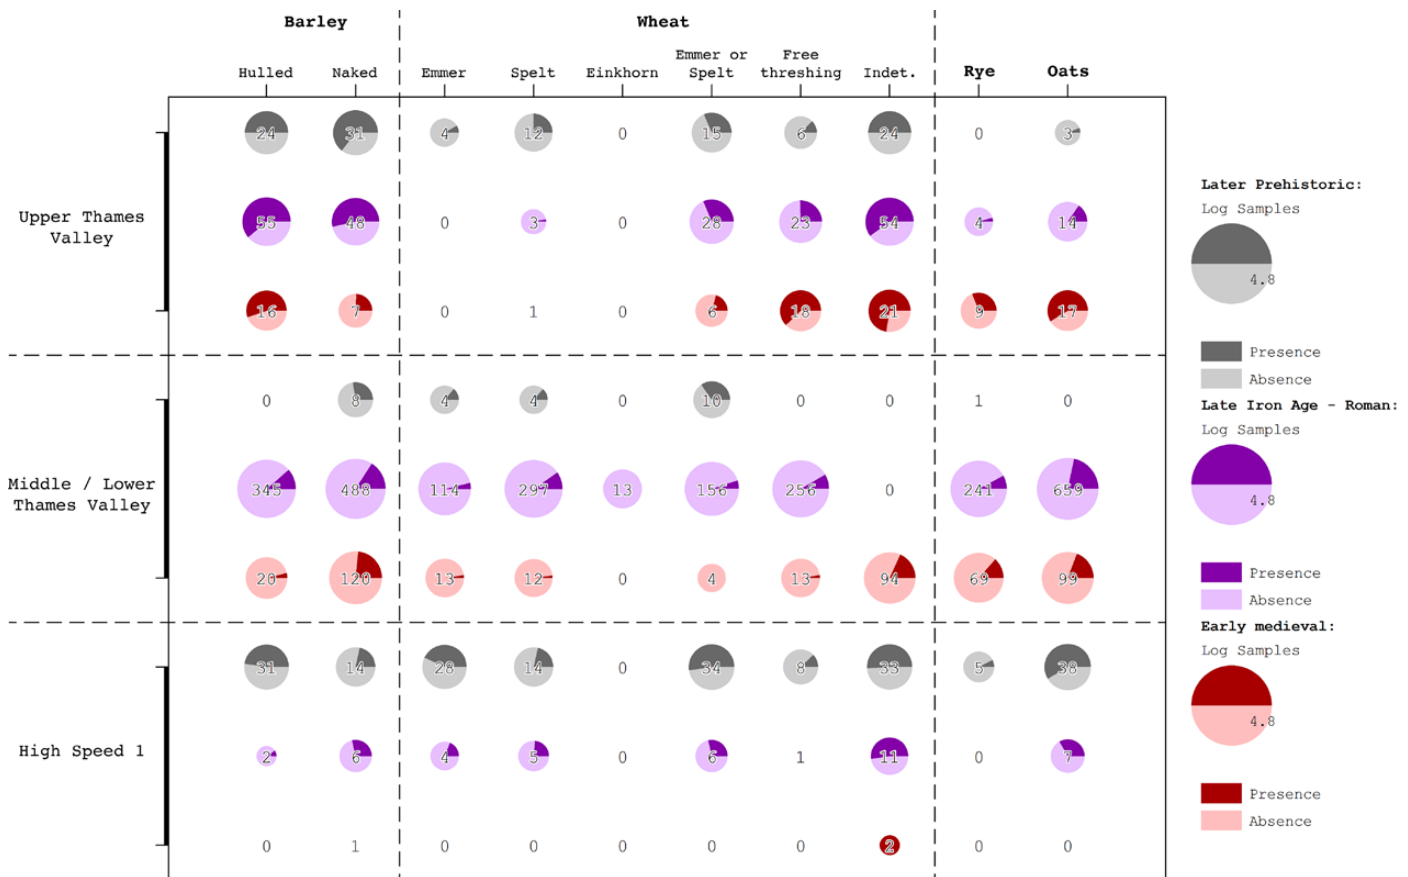 Barley Wheat
Hulled Naked Emmer Spelt Einkhorn Emmer or Spelt Free threshing Indet. Rye Oats
Upper Thames Valley
24 31 4 12 0 15 6 24 0 3
55 48 0 3 0 28 23 54 4 14
16 7 0 1 0 6 18 21 9 17
Middle / Lower Thames Valley
0 8 4 4 0 10 0 0 1 0
345 488 114 297 13 156 256 0 241 659
20 120 13 12 0 4 13 94 69 99
High Speed 1
31 14 28 14 0 34 8 33 5 38
2 6 4 5 0 6 1 11 0 7
0 1 0 0 0 0 0 2 0 0
Later Prehistoric:
Log Samples
4.8
Presence
Absence
Late Iron Age - Roman:
Log Samples
4.8
Presence
Absence
Early medieval:
Log Samples
4.8
Presence
Absence